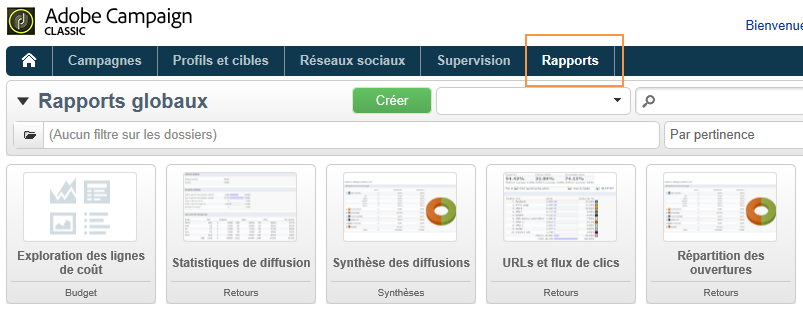 Adobe Campaign
CLASSIC
Bienvenue
Campagnes Profils et cibles Réseaux sociaux Supervision Rapports
Rapports globaux Créer
(Aucun filtre sur les dossiers) Par pertinence
Exploration des lignes de coût
Budget
Statistiques de diffusion
Retours
Synthèse des diffusions
Synthèses
URLs et flux de clics
Retours
Répartition des ouvertures
Retours